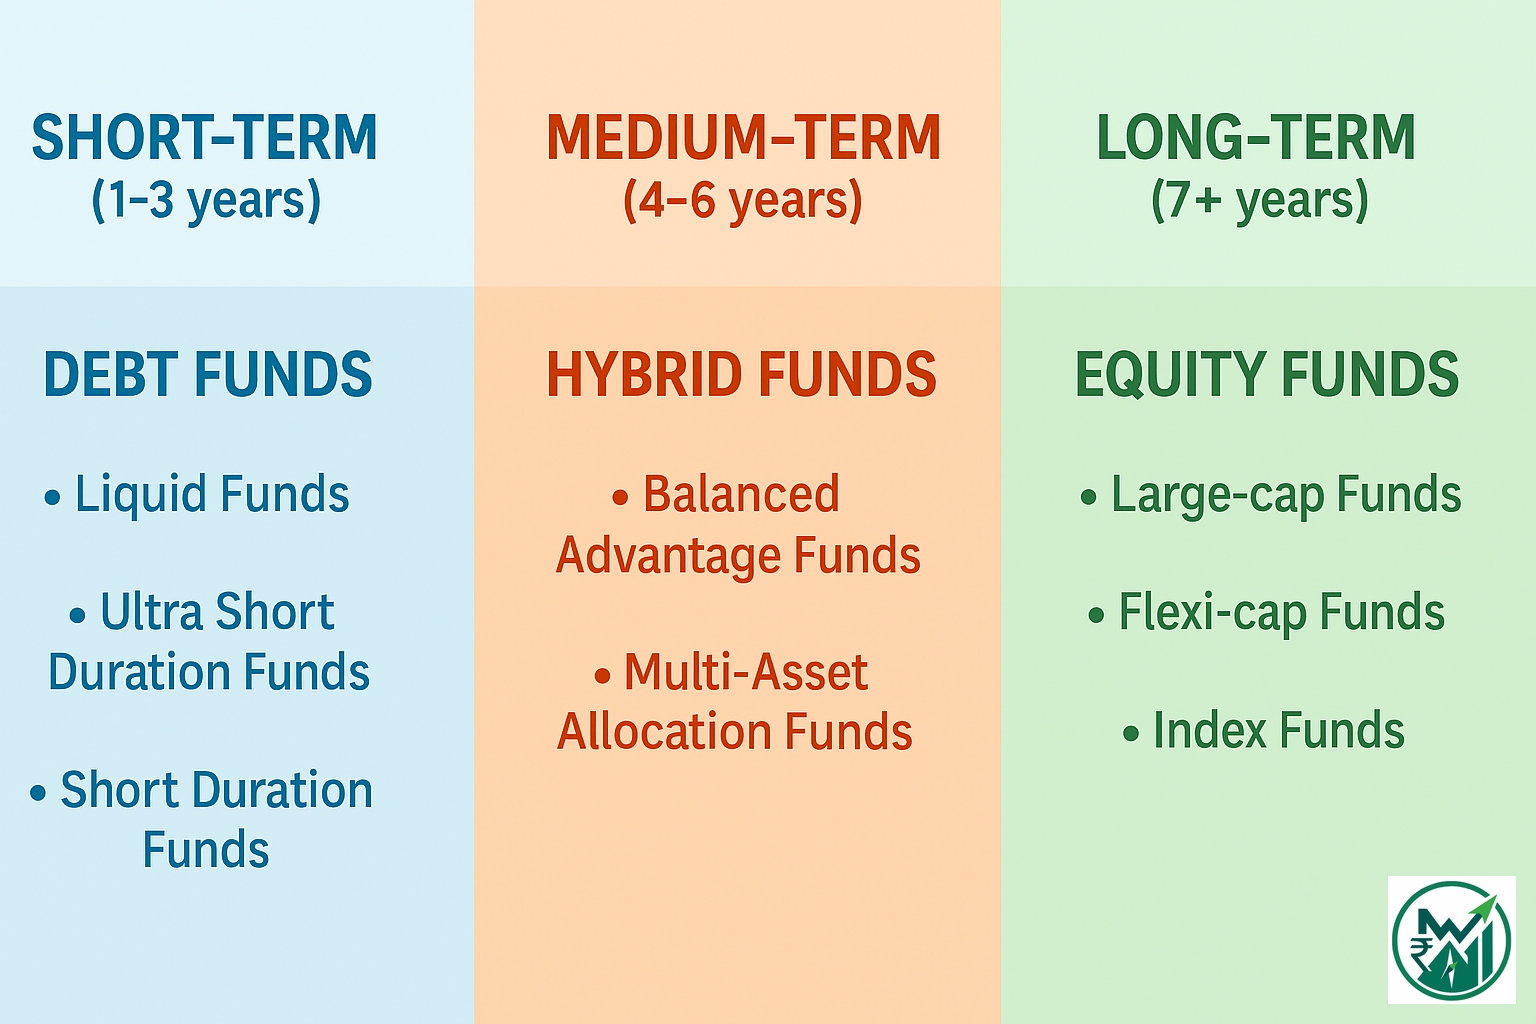 SHORT–TERM
(1–3 years)
DEBT FUNDS
• Liquid Funds
• Ultra Short
Duration Funds
• Short Duration
Funds
MEDIUM–TERM
(4–6 years)
HYBRID FUNDS
• Balanced
Advantage Funds
• Multi-Asset
Allocation Funds
LONG–TERM
(7+ years)
EQUITY FUNDS
• Large-cap Funds
• Flexi-cap Funds
• Index Funds
₹